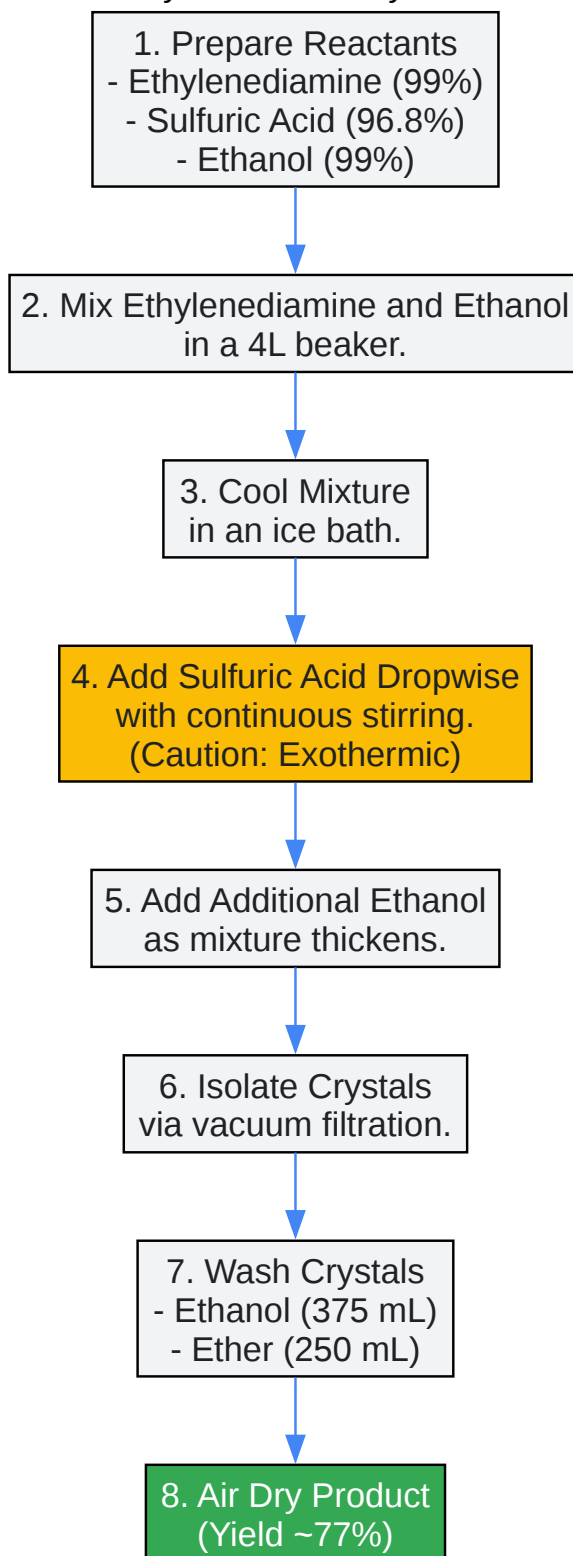 1. Prepare Reactants
- Ethylenediamine (99%)
- Sulfuric Acid (96.8%)
- Ethanol (99%)
2. Mix Ethylenediamine and Ethanol
in a 4L beaker.
3. Cool Mixture
in an ice bath.
4. Add Sulfuric Acid Dropwise
with continuous stirring.
(Caution: Exothermic)
5. Add Additional Ethanol
as mixture thickens.
6. Isolate Crystals
via vacuum filtration.
7. Wash Crystals
- Ethanol (375 mL)
- Ether (250 mL)
8. Air Dry Product
(Yield ~77%)